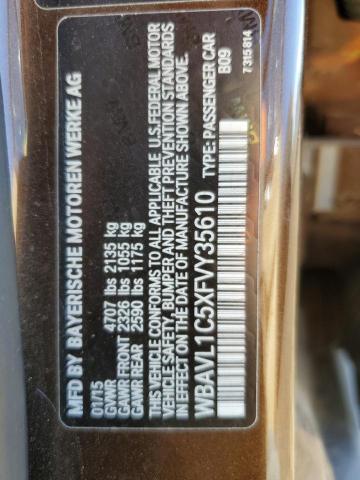 MFD BY BAYERISCHE MOTOREN WERKE AG
01/15
GVWR 4707 lbs 2135 kg
GAWR FRONT 2326 lbs 1055 kg
GAWR REAR 2590 lbs 1175 kg
THIS VEHICLE CONFORMS TO ALL APPLICABLE U.S. FEDERAL MOTOR
VEHICLE SAFETY, BUMPER AND THEFT PREVENTION STANDARDS
IN EFFECT ON THE DATE OF MANUFACTURE SHOWN ABOVE.
WBAVL1C5XFVY35610 TYPE: PASSENGER CAR
B09
7315814